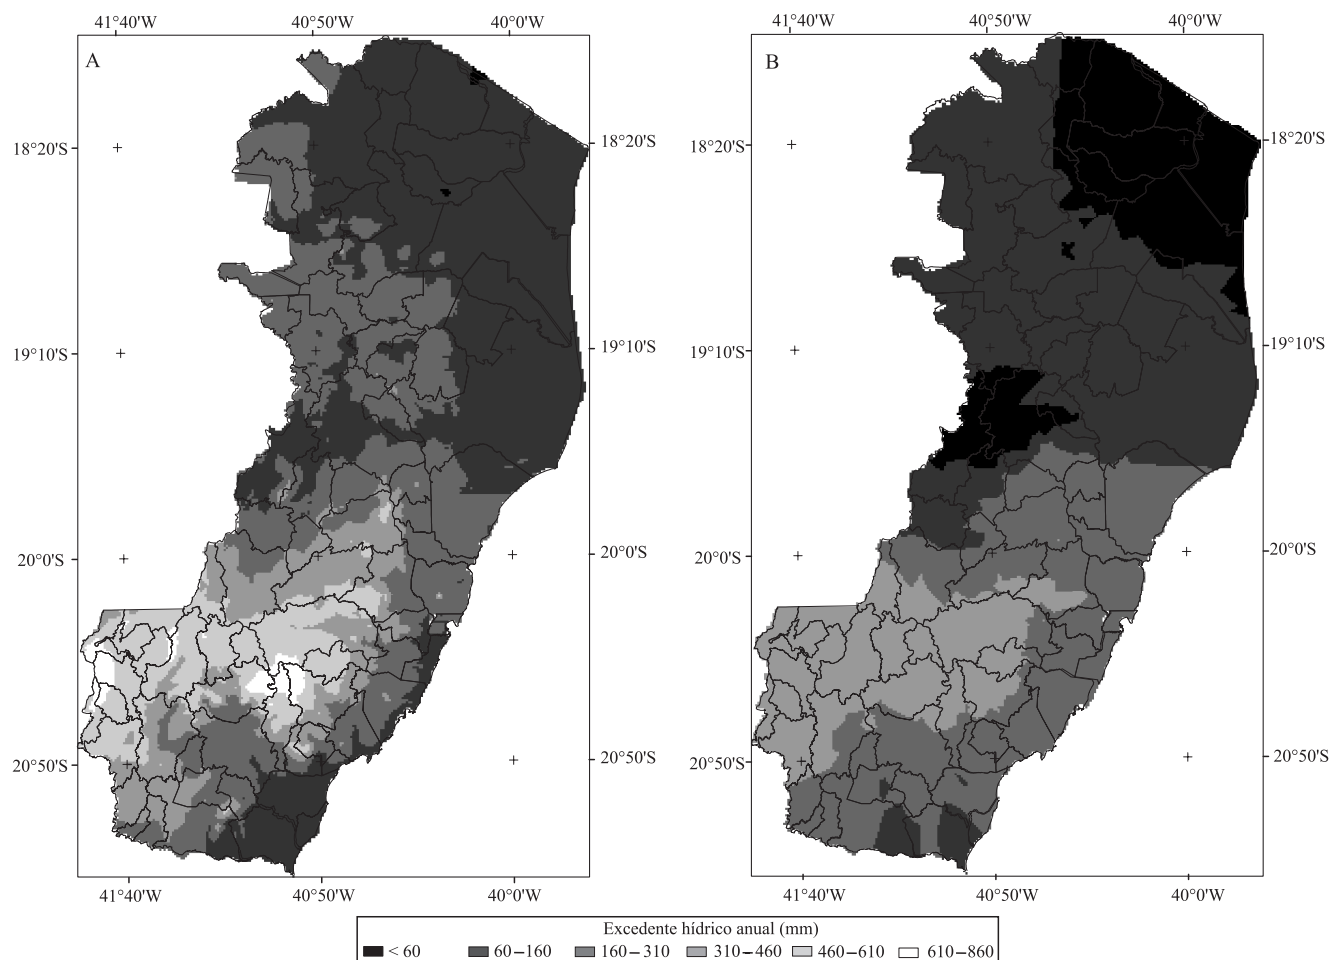 41°40'W 40°50'W 40°0'W
41°40'W 40°50'W 40°0'W
A
B
18°20'S 18°20'S 18°20'S 18°20'S
19°10'S 19°10'S 19°10'S 19°10'S
20°0'S 20°0'S 20°0'S 20°0'S
20°50'S 20°50'S 20°50'S 20°50'S
41°40'W 40°50'W 40°0'W
41°40'W 40°50'W 40°0'W
Excedente hídrico anual (mm)
< 60 60–160 160–310 310–460 460–610 610–860